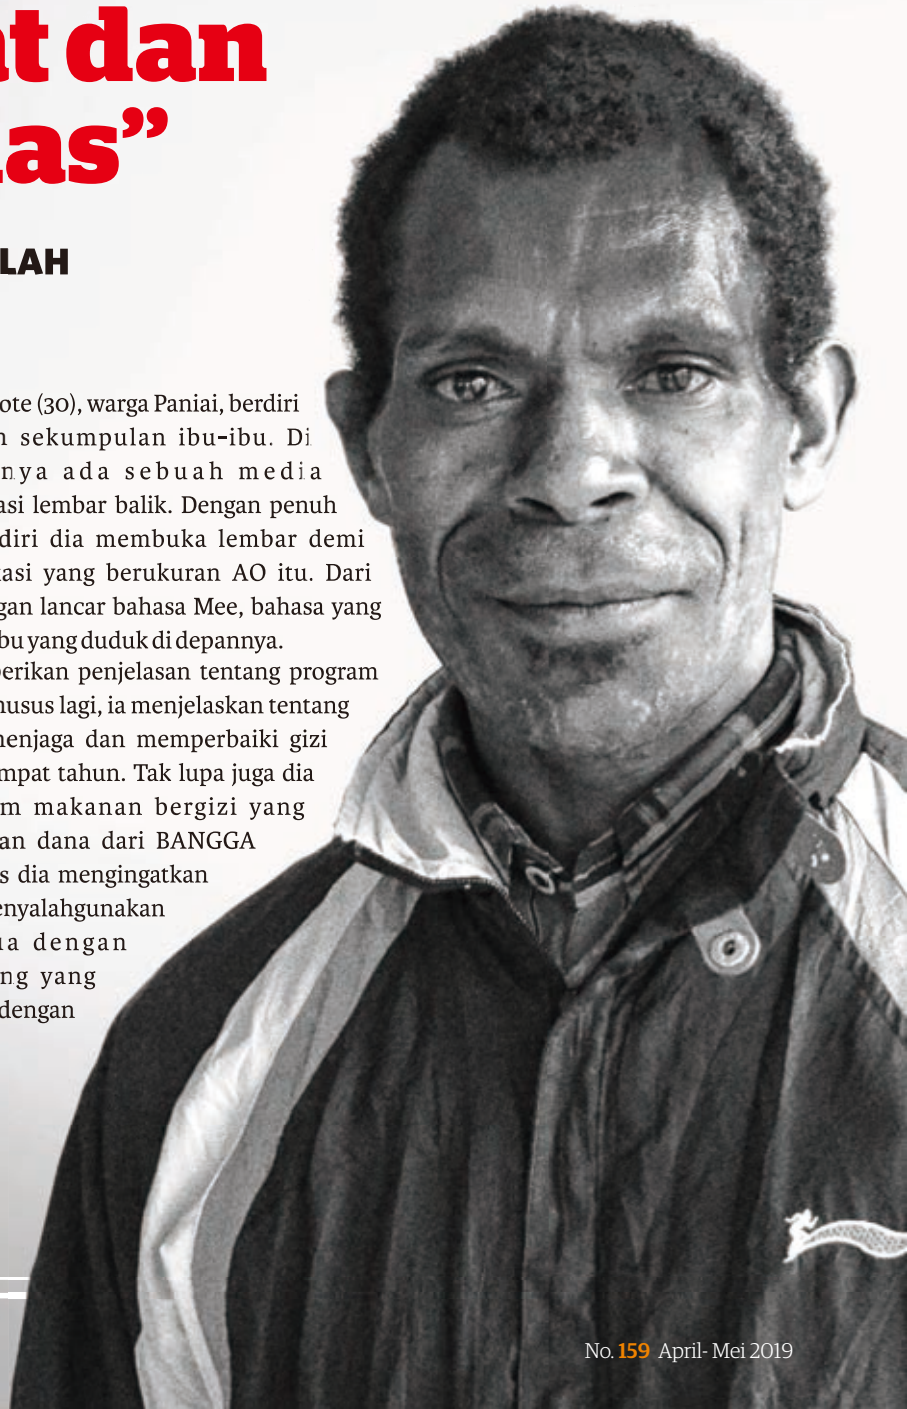 t dan
as”
LAH
ote (30), warga Paniai, berdiri
n sekumpulan ibu-ibu. Di
nya ada sebuah media
asi lembar balik. Dengan penuh
diri dia membuka lembar demi
kasi yang berukuran AO itu. Dari
gan lancar bahasa Mee, bahasa yang
bu yang duduk di depannya.
berikan penjelasan tentang program
husus lagi, ia menjelaskan tentang
menjaga dan memperbaiki gizi
mpat tahun. Tak lupa juga dia
m makanan bergizi yang
an dana dari BANGGA
s dia mengingatkan
enyalahgunakan
ua dengan
ng yang
dengan
No. 159 April- Mei 2019